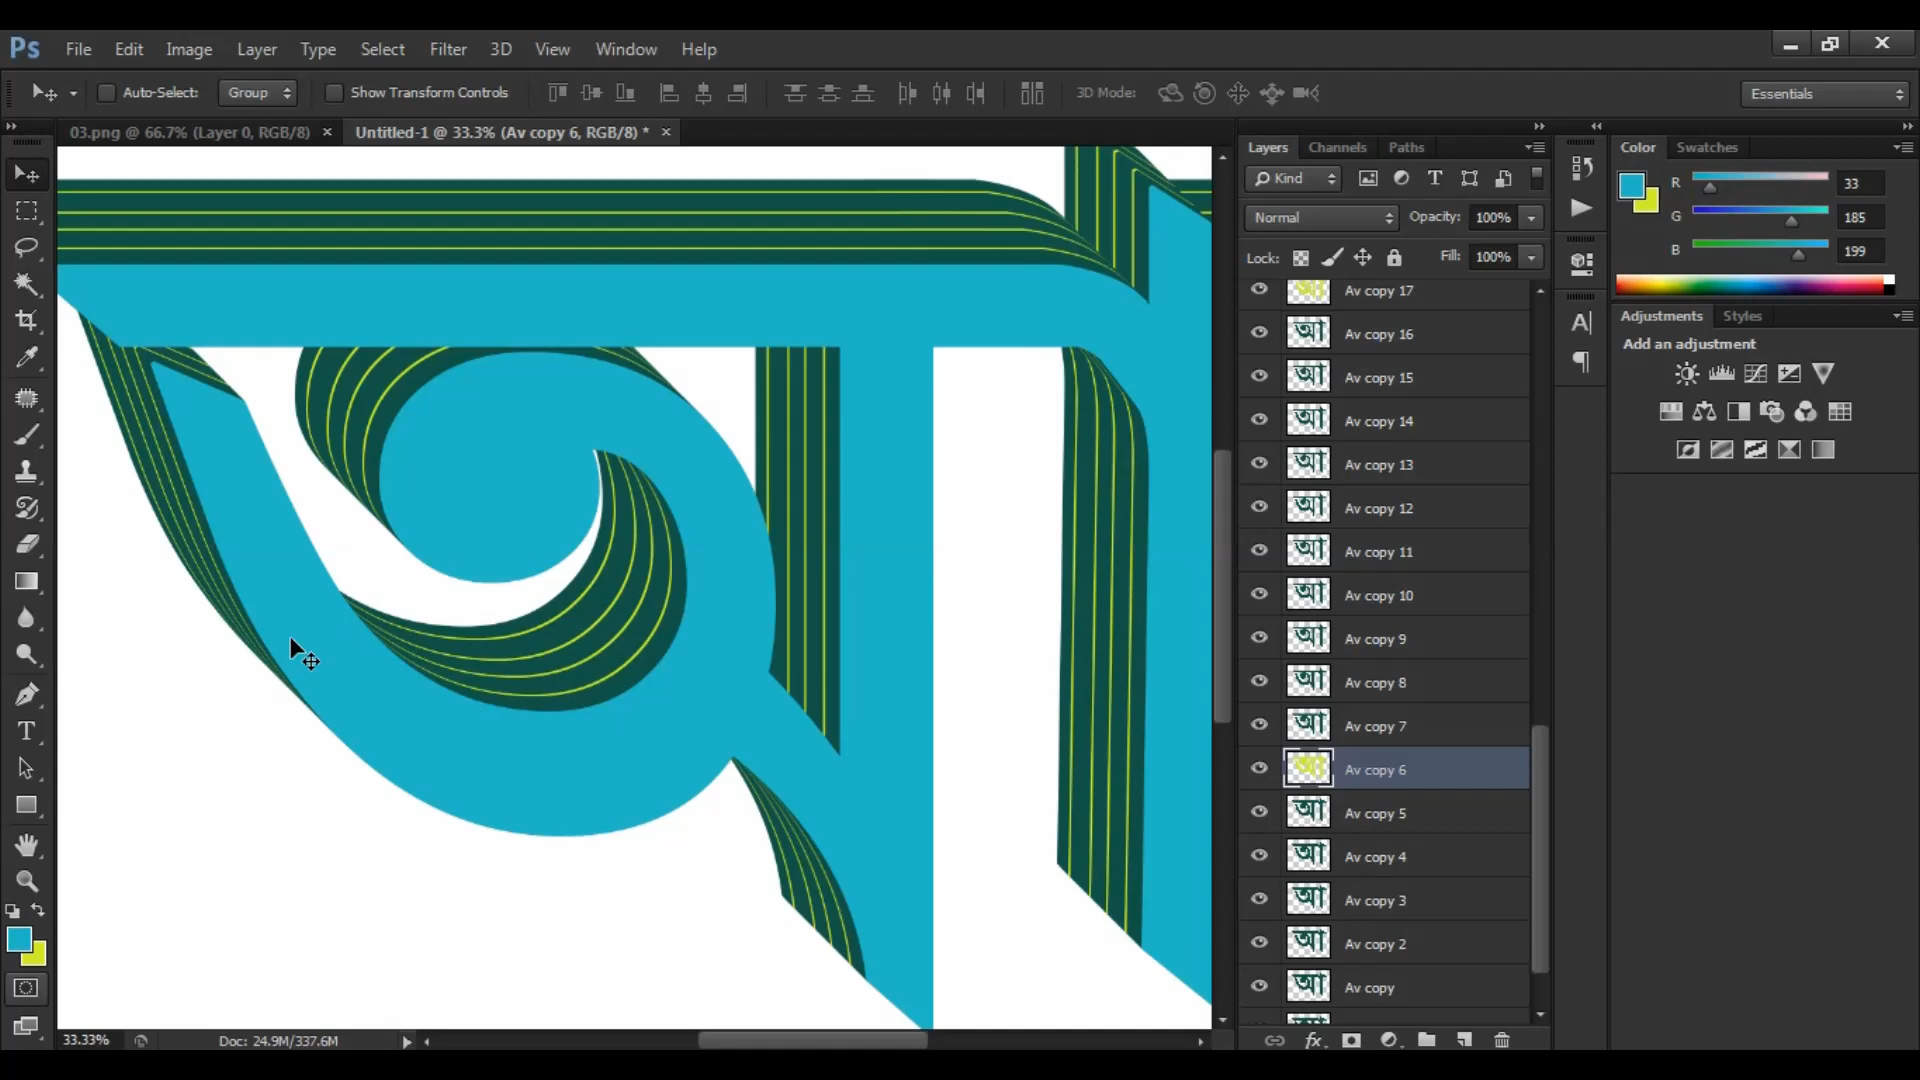 Ps File Edit Image Layer Type Select Filter 3D View Window Help
Auto-Select: Group Show Transform Controls 3D Mode: Essentials
03.png @ 66.7% (Layer 0, RGB/8) × Untitled-1 @ 33.3% (Av copy 6, RGB/8) * ×
Layers Channels Paths
Kind
Normal Opacity: 100%
Lock: Fill: 100%
Av copy 17
আ Av copy 16
আ Av copy 15
আ Av copy 14
আ Av copy 13
আ Av copy 12
আ Av copy 11
আ Av copy 10
আ Av copy 9
আ Av copy 8
আ Av copy 7
আ Av copy 6
আ Av copy 5
আ Av copy 4
আ Av copy 3
আ Av copy 2
আ Av copy
Color Swatches
R 33
G 185
B 199
Adjustments Styles
Add an adjustment
আ
33.33% Doc: 24.9M/337.6M